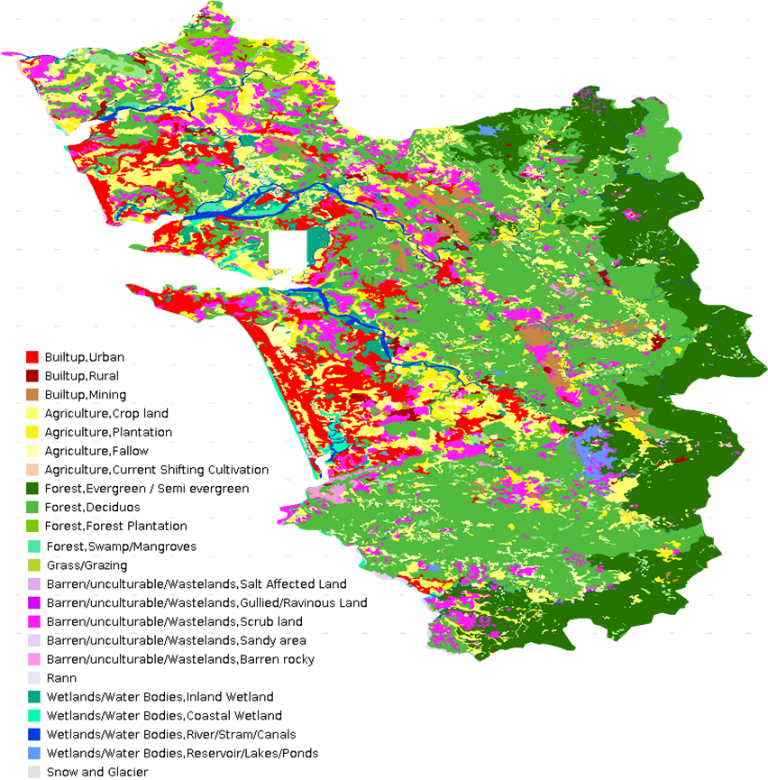 Builtup,Urban
Builtup,Rural
Builtup,Mining
Agriculture,Crop land
Agriculture,Plantation
Agriculture,Fallow
Agriculture,Current Shifting Cultivation
Forest,Evergreen / Semi evergreen
Forest,Deciduos
Forest,Forest Plantation
Forest,Swamp/Mangroves
Grass/Grazing
Barren/unculturable/Wastelands,Salt Affected Land
Barren/unculturable/Wastelands,Gullied/Ravinous Land
Barren/unculturable/Wastelands,Scrub land
Barren/unculturable/Wastelands,Sandy area
Barren/unculturable/Wastelands,Barren rocky
Rann
Wetlands/Water Bodies,Inland Wetland
Wetlands/Water Bodies,Coastal Wetland
Wetlands/Water Bodies,River/Stram/Canals
Wetlands/Water Bodies,Reservoir/Lakes/Ponds
Snow and Glacier